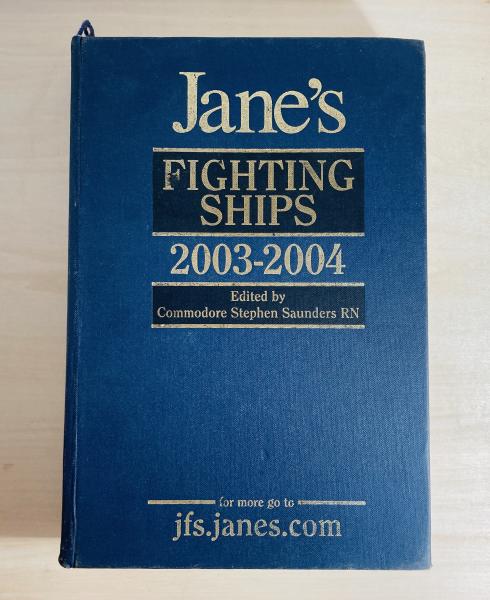 Jane's
FIGHTING
SHIPS
2003-2004
Edited by
Commodore Stephen Saunders RN
for more go to
jfs.janes.com